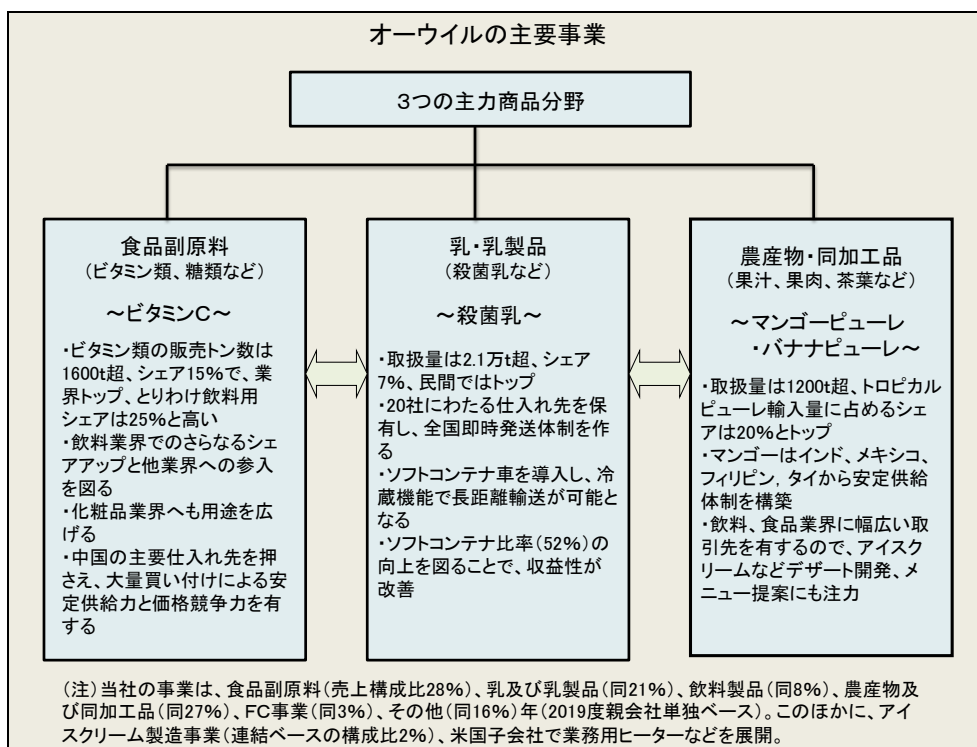 オーウイルの主要事業
3つの主力商品分野
食品副原料
(ビタミン類、糖類など)
~ビタミンC~
・ビタミン類の販売トン数は
1600t超、シェア15%で、業
界トップ、とりわけ飲料用
シェアは25%と高い
・飲料業界でのさらなるシェ
アアップと他業界への参入
を図る
・化粧品業界へも用途を広
げる
・中国の主要仕入れ先を押
さえ、大量買い付けによる安
定供給力と価格競争力を有
する
乳・乳製品
(殺菌乳など)
~殺菌乳~
・取扱量は2.1万t超、シェア
7%、民間ではトップ
・20社にわたる仕入れ先を保
有し、全国即時発送体制を作
る
・ソフトコンテナ車を導入し、冷
蔵機能で長距離輸送が可能と
なる
・ソフトコンテナ比率(52%)の
向上を図ることで、収益性が
改善
農産物・同加工品
(果汁、果肉、茶葉など)
~マンゴーピューレ
・バナナピューレ~
・取扱量は1200t超、トロピカル
ピューレ輸入量に占めるシェ
アは20%とトップ
・マンゴーはインド、メキシコ、
フィリピン, タイから安定供給
体制を構築
・飲料、食品業界に幅広い取
引先を有するので、アイスク
リームなどデザート開発、メ
ニュー提案にも注力
(注)当社の事業は、食品副原料(売上構成比28%)、乳及び乳製品(同21%)、飲料製品(同8%)、農産物及
び同加工品(同27%)、FC事業(同3%)、その他(同16%)年(2019度親会社単独ベース)。このほかに、アイ
スクリーム製造事業(連結ベースの構成比2%)、米国子会社で業務用ヒーターなどを展開。